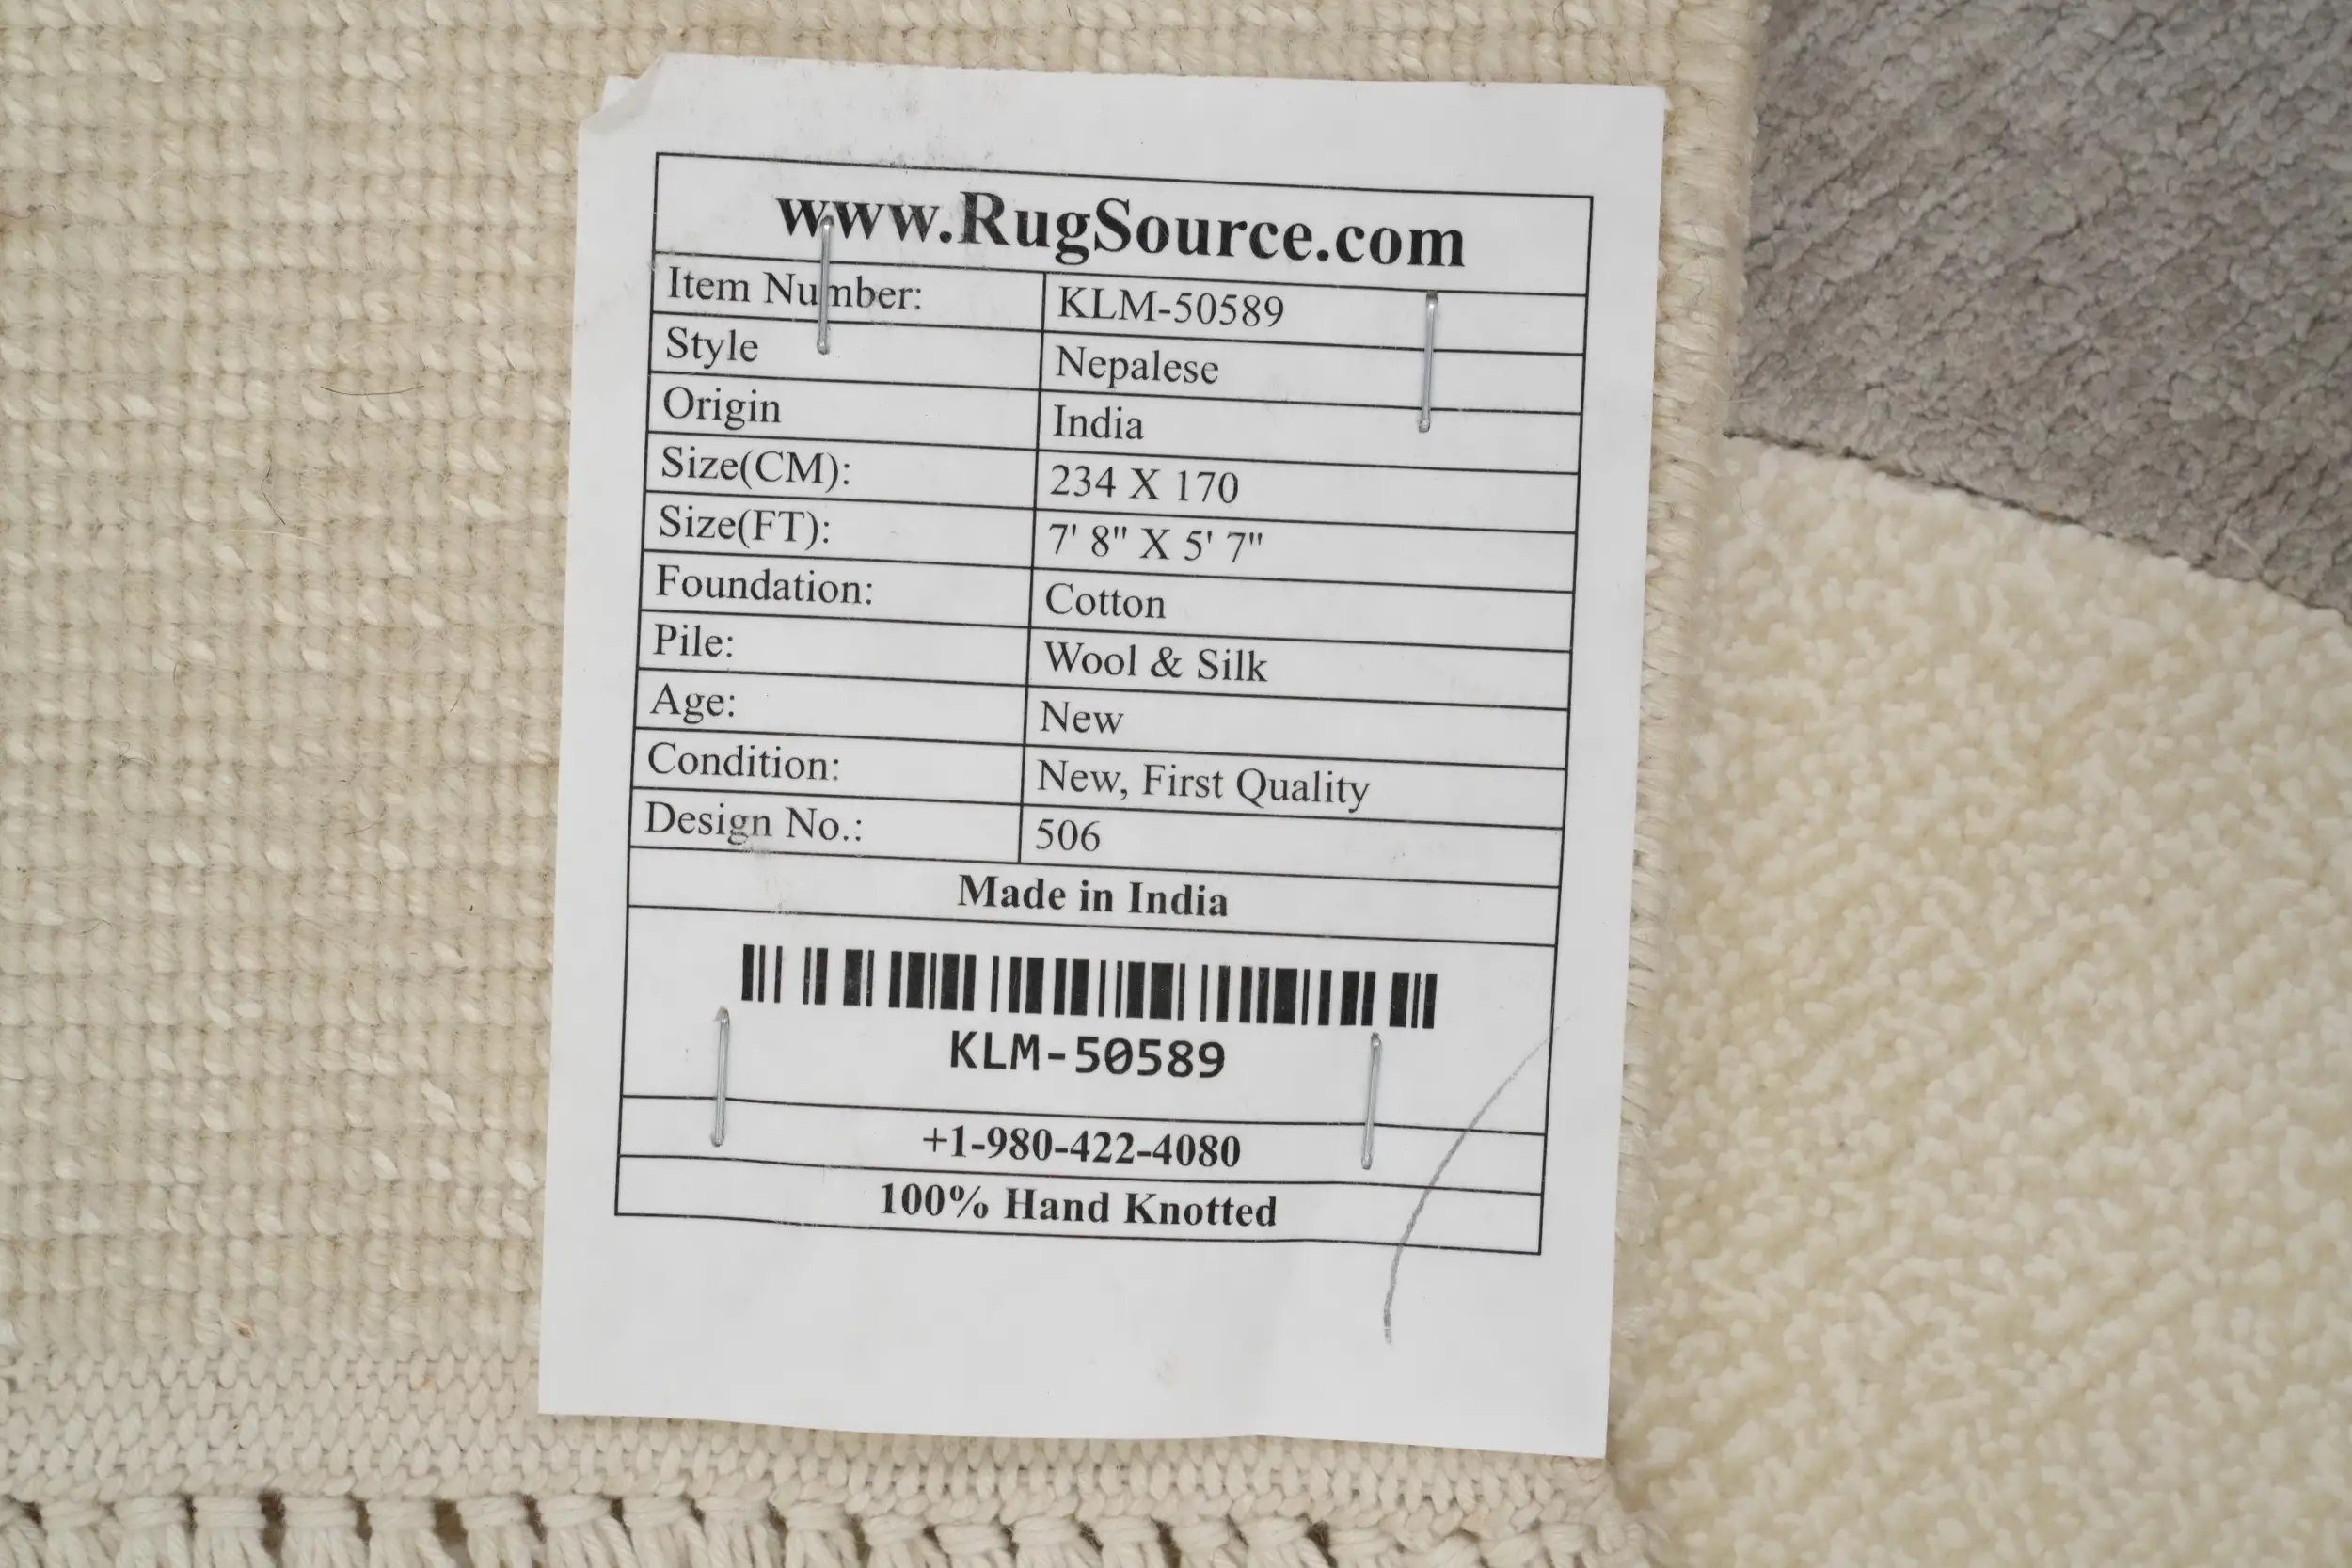 www.RugSource.com
Item Number: KLM-50589
Style Nepalese
Origin India
Size(CM): 234 X 170
Size(FT): 7' 8" X 5' 7"
Foundation: Cotton
Pile: Wool & Silk
Age: New
Condition: New, First Quality
Design No.: 506
Made in India
KLM-50589
+1-980-422-4080
100% Hand Knotted